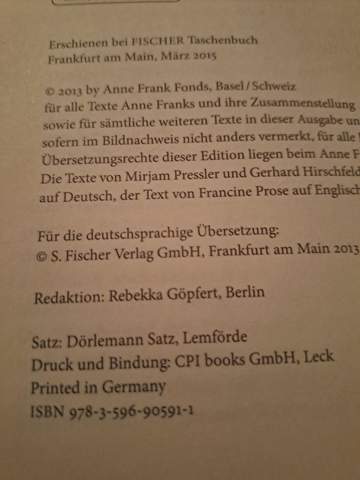 Erschienen bei FISCHER Taschenbuch
Frankfurt am Main, März 2015
© 2013 by Anne Frank Fonds, Basel / Schweiz
für alle Texte Anne Franks und ihre Zusammenstellung
sowie für sämtliche weiteren Texte in dieser Ausgabe un
sofern im Bildnachweis nicht anders vermerkt, für alle
Übersetzungsrechte dieser Edition liegen beim Anne F
Die Texte von Mirjam Pressler und Gerhard Hirschfeld
auf Deutsch, der Text von Francine Prose auf Englisch
Für die deutschsprachige Übersetzung:
© S. Fischer Verlag GmbH, Frankfurt am Main 2013
Redaktion: Rebekka Göpfert, Berlin
Satz: Dörlemann Satz, Lemförde
Druck und Bindung: CPI books GmbH, Leck
Printed in Germany
ISBN 978-3-596-90591-1